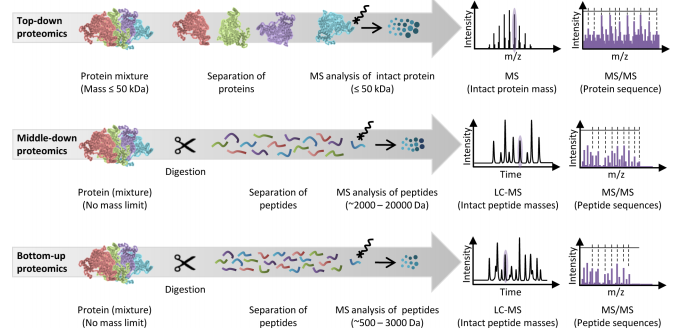 Top-down
proteomics
Protein mixture
(Mass ≤ 50 kDa)
Separation of
proteins
MS analysis of intact protein
(≤ 50 kDa)
Intensity
m/z
MS
(Intact protein mass)
Intensity
m/z
MS/MS
(Protein sequence)
Middle-down
proteomics
Digestion
Protein (mixture)
(No mass limit)
Separation of
peptides
MS analysis of peptides
(~2000 – 20000 Da)
Intensity
Time
LC-MS
(Intact peptide masses)
Intensity
m/z
MS/MS
(Peptide sequences)
Bottom-up
proteomics
Digestion
Protein (mixture)
(No mass limit)
Separation of
peptides
MS analysis of peptides
(~500 – 3000 Da)
Intensity
Time
LC-MS
(Intact peptide masses)
Intensity
m/z
MS/MS
(Peptide sequences)